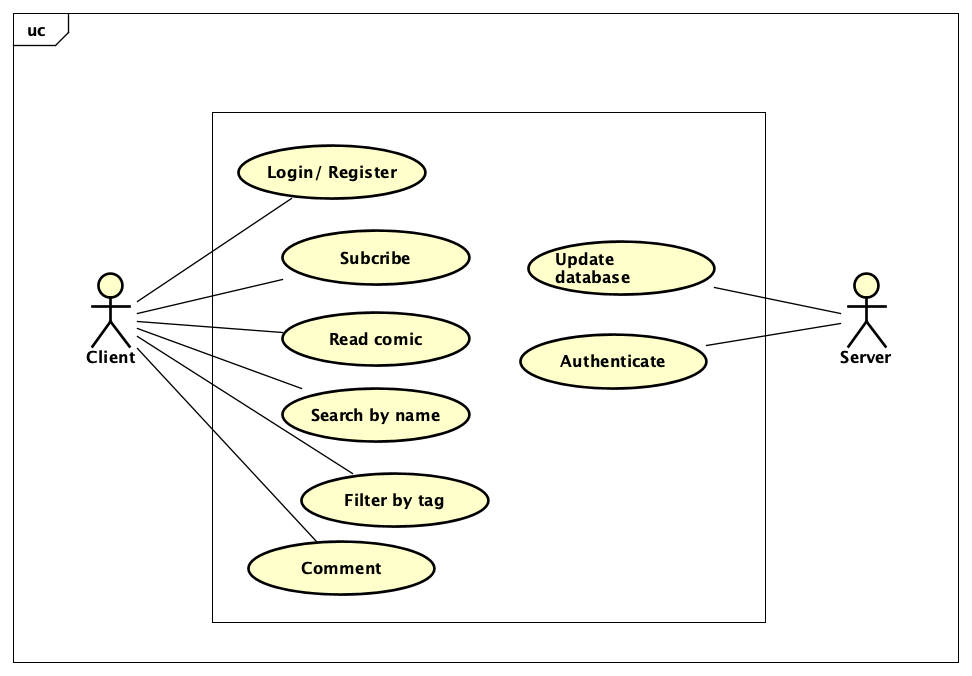 uc
Login/ Register
Subcribe
Update
database
Read comic
Client
Server
Authenticate
Search by name
Filter by tag
Comment